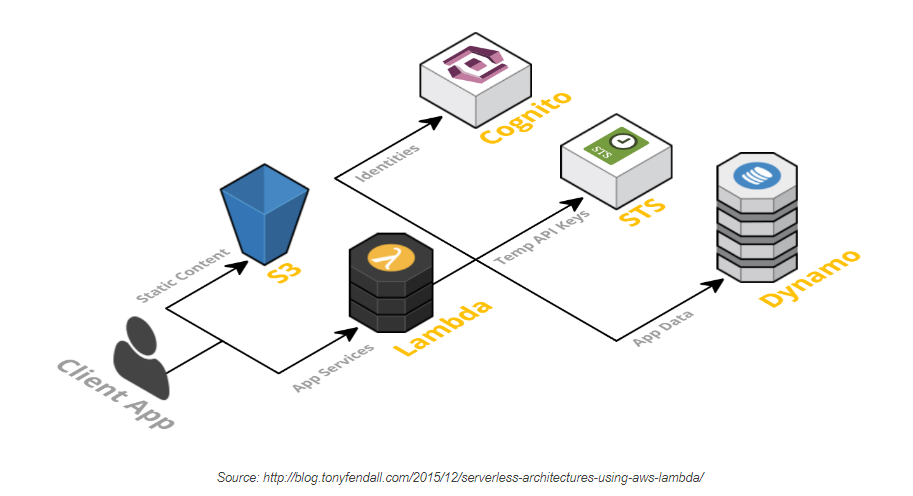 Cognito
Identities
STS
STS
Temp API Keys
Dynamo
App Data
Static Content
S3
Lambda
App Services
Client App
Source: http://blog.tonyfendall.com/2015/12/serverless-architectures-using-aws-lambda/